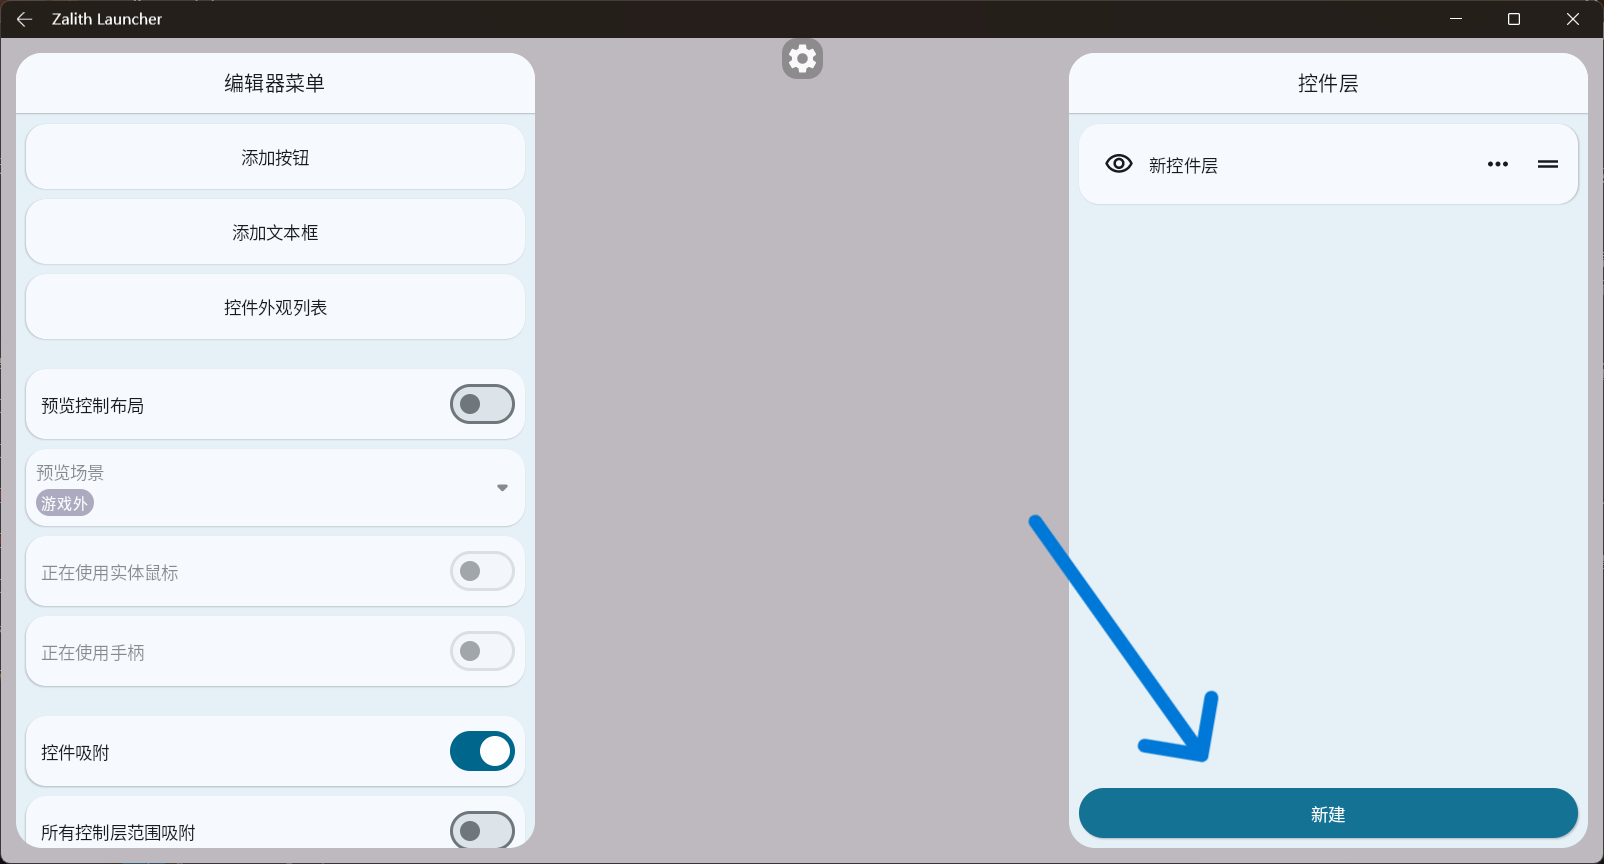 Zalith Launcher
编辑器菜单
添加按钮
添加文本框
控件外观列表
预览控制布局
预览场景
游戏外
正在使用实体鼠标
正在使用手柄
控件吸附
所有控制层范围吸附
控件层
新控件层
新建